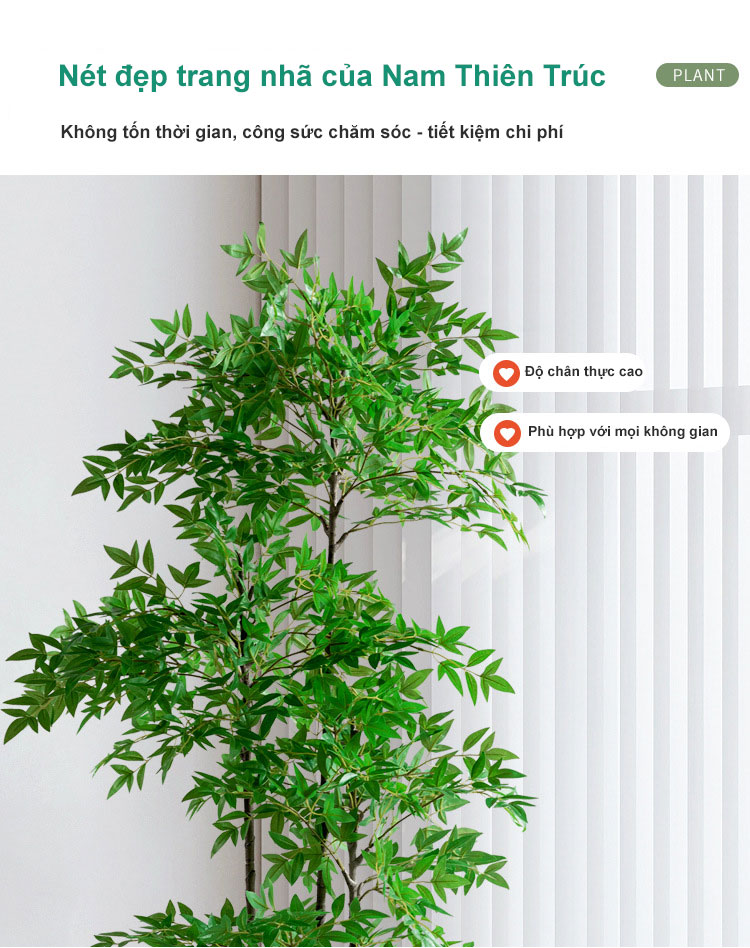 Nét đẹp trang nhã của Nam Thiên Trúc
PLANT
Không tốn thời gian, công sức chăm sóc - tiết kiệm chi phí
Độ chân thực cao
Phù hợp với mọi không gian